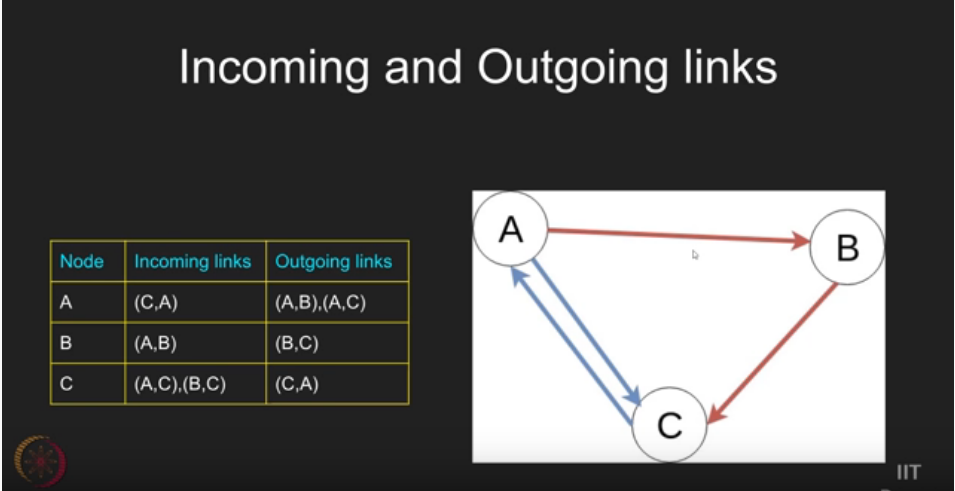 Incoming and Outgoing links
Node Incoming links Outgoing links
A (C,A) (A,B),(A,C)
B (A,B) (B,C)
C (A,C),(B,C) (C,A)
A
B
C
IIT